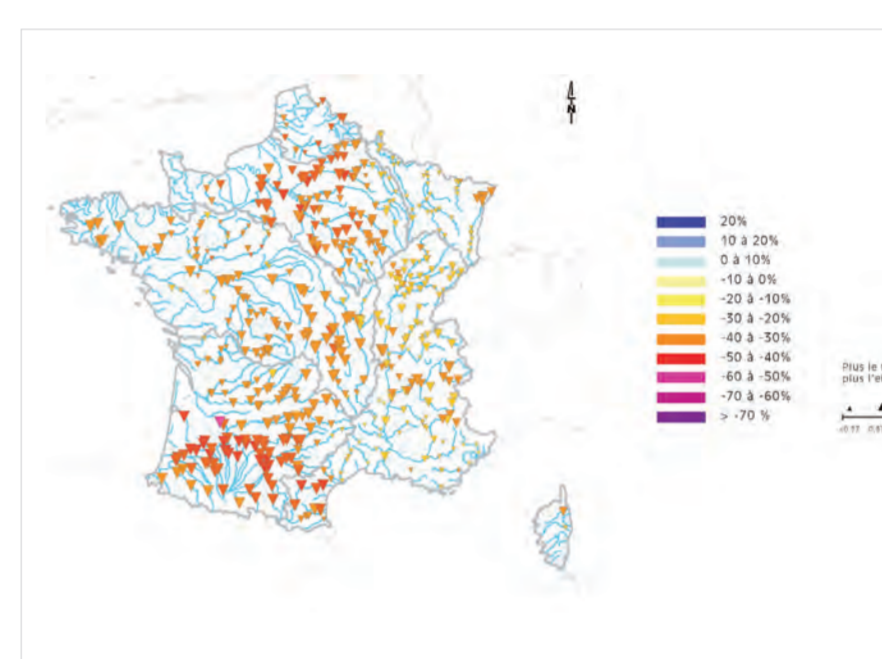 N
20%
10 à 20%
0 à 10%
-10 à 0%
-20 à -10%
-30 à -20%
-40 à -30%
-50 à -40%
-60 à -50%
-70 à -60%
> -70 %
Plus le
plus l'e